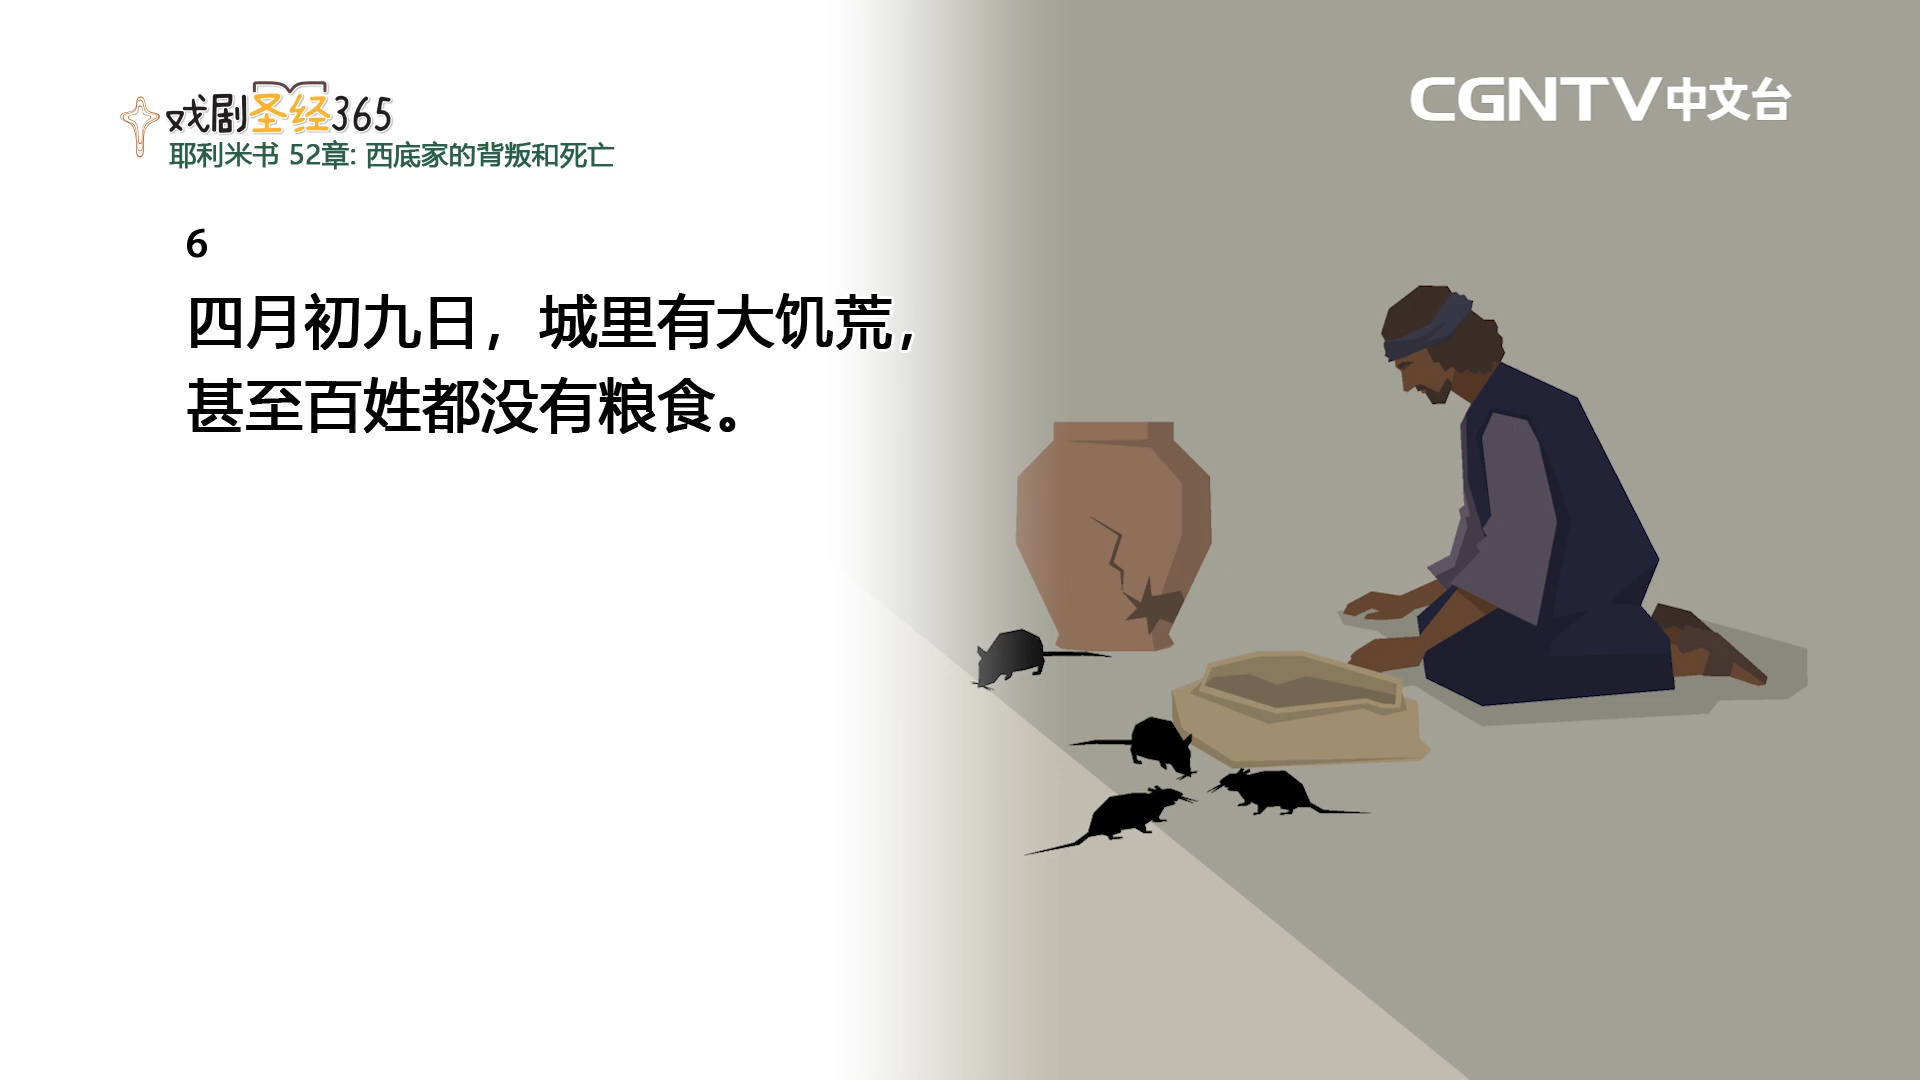 戏剧圣经365
耶利米书 52章: 西底家的背叛和死亡
CGNTV中文台
6
四月初九日，城里有大饥荒，
甚至百姓都没有粮食。